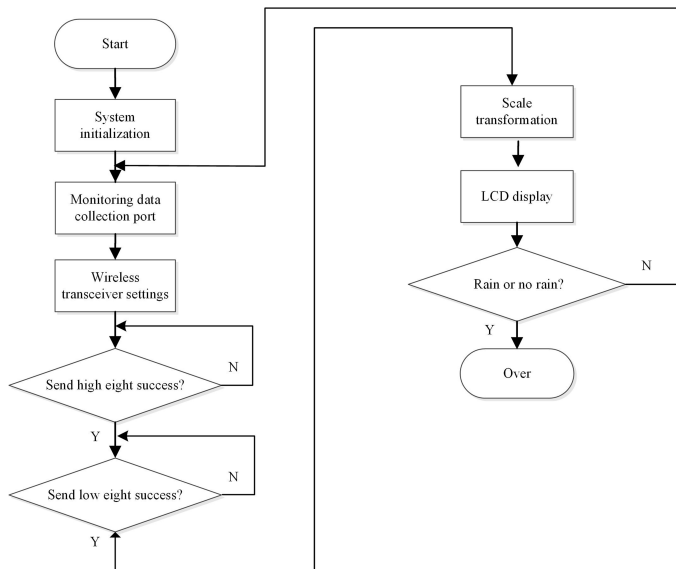 Start
System
initialization
Monitoring data
collection port
Wireless
transceiver settings
N
Send high eight success?
Y
N
Send low eight success?
Y
Scale
transformation
LCD display
N
Rain or no rain?
Y
Over